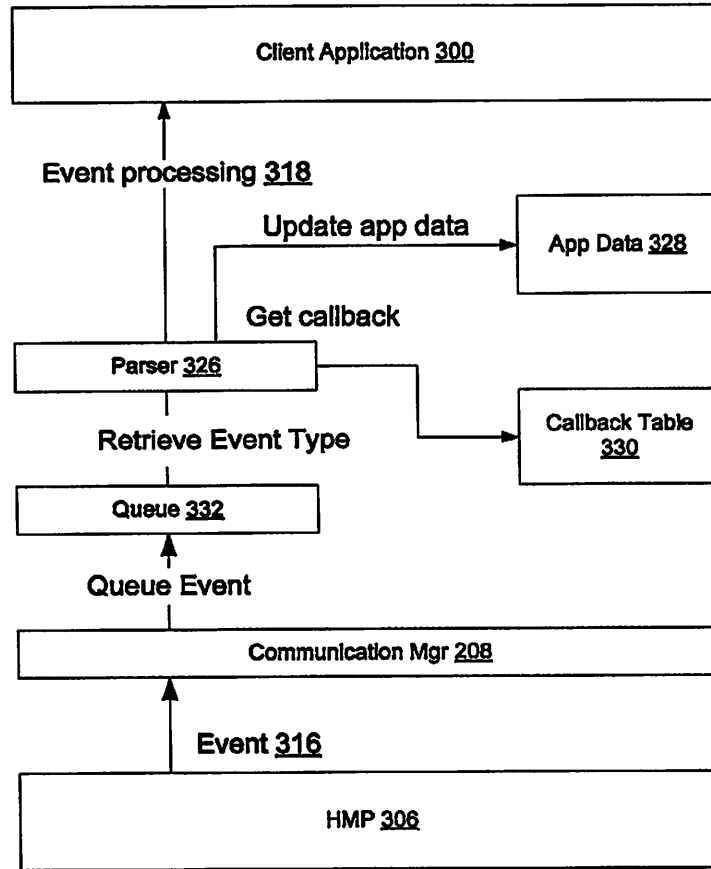 Client Application 300
Event processing 318
Update app data
App Data 328
Get callback
Parser 326
Callback Table
330
Retrieve Event Type
Queue 332
Queue Event
Communication Mgr 208
Event 316
HMP 306